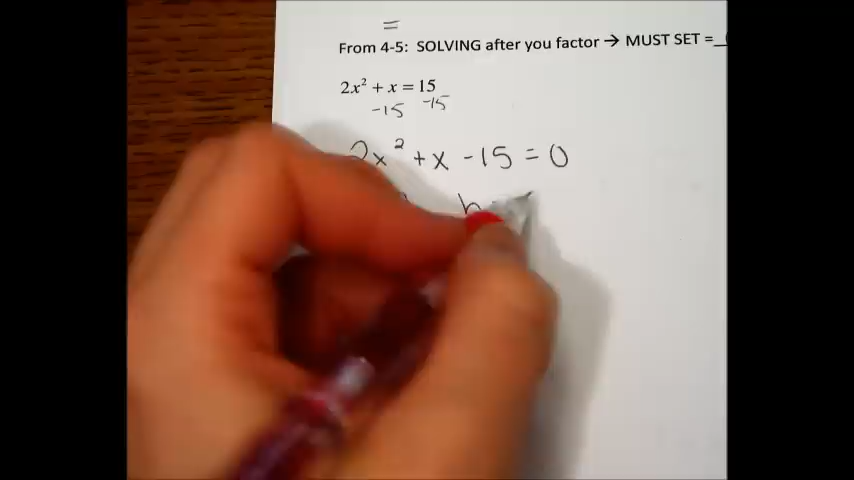 =
From 4-5: SOLVING after you factor → MUST SET =
2x² + x = 15
-15 -15
2x² + x - 15 = 0
b